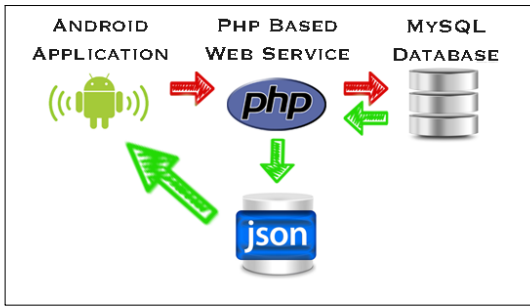 Android
Application
Php Based
Web Service
MySQL
Database
php
json